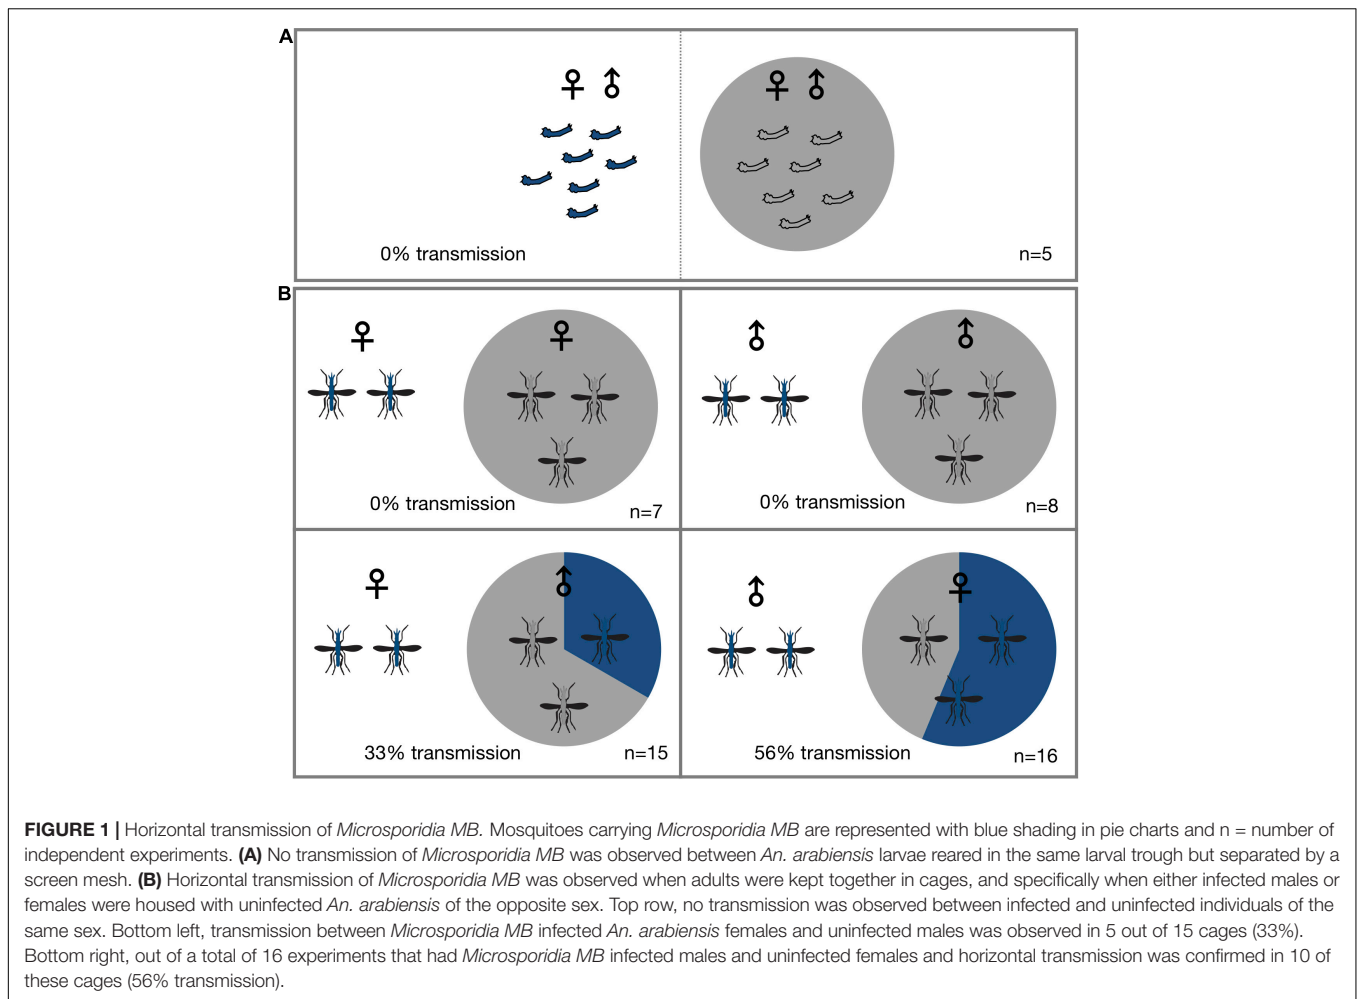 A
♀ ♂
♀ ♂
0% transmission
n=5
B
♀
♀
0% transmission
n=7
♂
♂
0% transmission
n=8
♀
♂
33% transmission
n=15
♂
♀
56% transmission
n=16
FIGURE 1 | Horizontal transmission of Microsporidia MB. Mosquitoes carrying Microsporidia MB are represented with blue shading in pie charts and n = number of
independent experiments. (A) No transmission of Microsporidia MB was observed between An. arabiensis larvae reared in the same larval trough but separated by a
screen mesh. (B) Horizontal transmission of Microsporidia MB was observed when adults were kept together in cages, and specifically when either infected males or
females were housed with uninfected An. arabiensis of the opposite sex. Top row, no transmission was observed between infected and uninfected individuals of the
same sex. Bottom left, transmission between Microsporidia MB infected An. arabiensis females and uninfected males was observed in 5 out of 15 cages (33%).
Bottom right, out of a total of 16 experiments that had Microsporidia MB infected males and uninfected females and horizontal transmission was confirmed in 10 of
these cages (56% transmission).